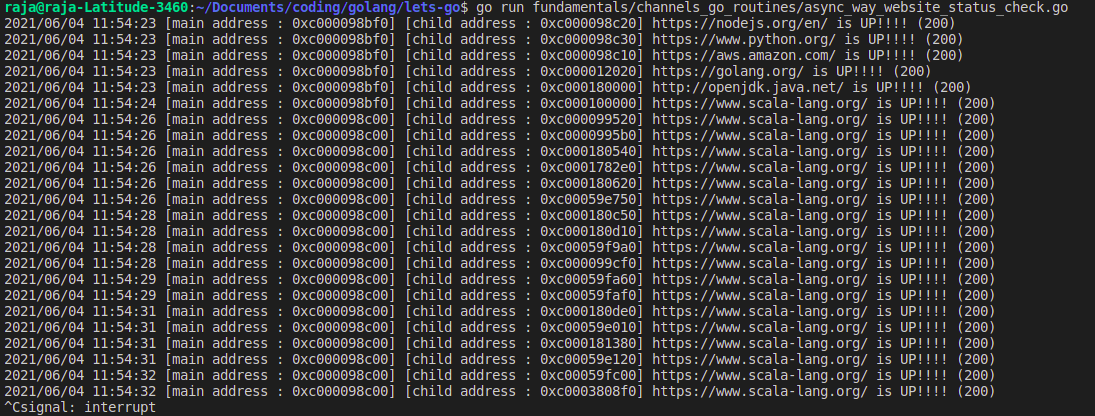 raja@raja-Latitude-3460:~/Documents/coding/golang/lets-go$ go run fundamentals/channels_go_routines/async_way_website_status_check.go
2021/06/04 11:54:23 [main address : 0xc000098bf0] [child address : 0xc000098c20] https://nodejs.org/en/ is UP!!!! (200)
2021/06/04 11:54:23 [main address : 0xc000098bf0] [child address : 0xc000098c30] https://www.python.org/ is UP!!!! (200)
2021/06/04 11:54:23 [main address : 0xc000098bf0] [child address : 0xc000098c10] https://aws.amazon.com/ is UP!!!! (200)
2021/06/04 11:54:23 [main address : 0xc000098bf0] [child address : 0xc000012020] https://golang.org/ is UP!!!! (200)
2021/06/04 11:54:23 [main address : 0xc000098bf0] [child address : 0xc000180000] http://openjdk.java.net/ is UP!!!! (200)
2021/06/04 11:54:24 [main address : 0xc000098bf0] [child address : 0xc000100000] https://www.scala-lang.org/ is UP!!!! (200)
2021/06/04 11:54:26 [main address : 0xc000098c00] [child address : 0xc000099520] https://www.scala-lang.org/ is UP!!!! (200)
2021/06/04 11:54:26 [main address : 0xc000098c00] [child address : 0xc0000995b0] https://www.scala-lang.org/ is UP!!!! (200)
2021/06/04 11:54:26 [main address : 0xc000098c00] [child address : 0xc000180540] https://www.scala-lang.org/ is UP!!!! (200)
2021/06/04 11:54:26 [main address : 0xc000098c00] [child address : 0xc0001782e0] https://www.scala-lang.org/ is UP!!!! (200)
2021/06/04 11:54:26 [main address : 0xc000098c00] [child address : 0xc000180620] https://www.scala-lang.org/ is UP!!!! (200)
2021/06/04 11:54:26 [main address : 0xc000098c00] [child address : 0xc00059e750] https://www.scala-lang.org/ is UP!!!! (200)
2021/06/04 11:54:28 [main address : 0xc000098c00] [child address : 0xc000180c50] https://www.scala-lang.org/ is UP!!!! (200)
2021/06/04 11:54:28 [main address : 0xc000098c00] [child address : 0xc000180d10] https://www.scala-lang.org/ is UP!!!! (200)
2021/06/04 11:54:28 [main address : 0xc000098c00] [child address : 0xc00059f9a0] https://www.scala-lang.org/ is UP!!!! (200)
2021/06/04 11:54:28 [main address : 0xc000098c00] [child address : 0xc000099cf0] https://www.scala-lang.org/ is UP!!!! (200)
2021/06/04 11:54:29 [main address : 0xc000098c00] [child address : 0xc00059fa60] https://www.scala-lang.org/ is UP!!!! (200)
2021/06/04 11:54:29 [main address : 0xc000098c00] [child address : 0xc00059faf0] https://www.scala-lang.org/ is UP!!!! (200)
2021/06/04 11:54:31 [main address : 0xc000098c00] [child address : 0xc000180de0] https://www.scala-lang.org/ is UP!!!! (200)
2021/06/04 11:54:31 [main address : 0xc000098c00] [child address : 0xc00059e010] https://www.scala-lang.org/ is UP!!!! (200)
2021/06/04 11:54:31 [main address : 0xc000098c00] [child address : 0xc000181380] https://www.scala-lang.org/ is UP!!!! (200)
2021/06/04 11:54:31 [main address : 0xc000098c00] [child address : 0xc00059e120] https://www.scala-lang.org/ is UP!!!! (200)
2021/06/04 11:54:32 [main address : 0xc000098c00] [child address : 0xc00059fc00] https://www.scala-lang.org/ is UP!!!! (200)
2021/06/04 11:54:32 [main address : 0xc000098c00] [child address : 0xc0003808f0] https://www.scala-lang.org/ is UP!!!! (200)
^Csignal: interrupt